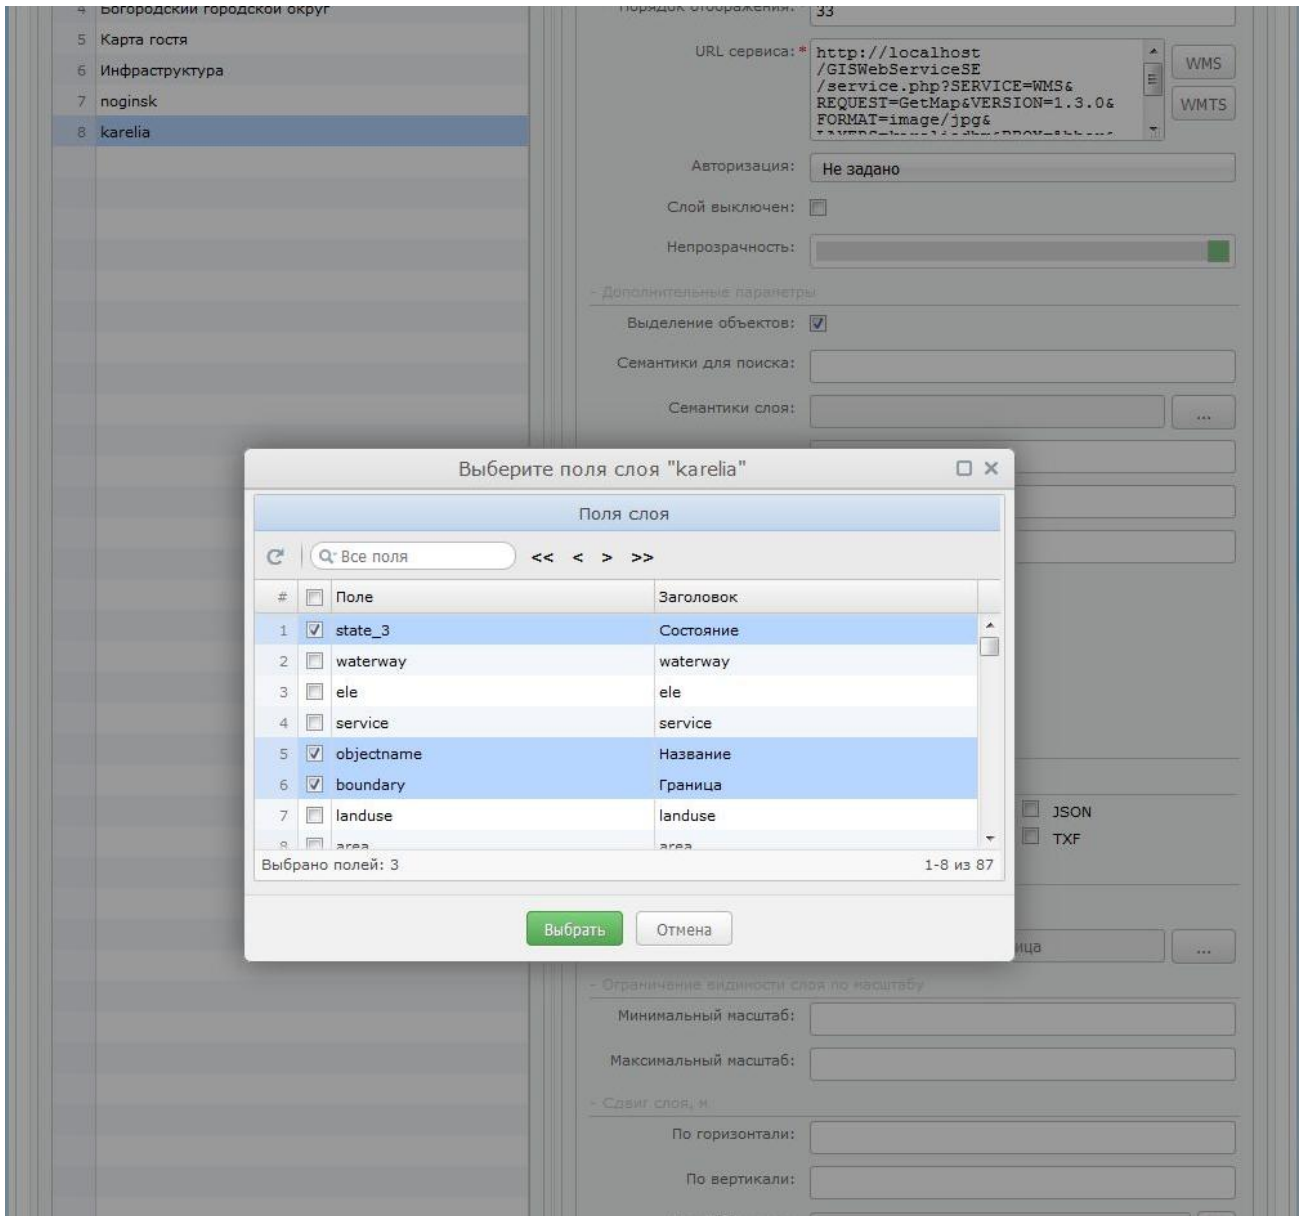 4 Богородский городской округ
Порядок отображения: 33
5 Карта гостя
URL сервиса:* http://localhost
/GISWebServiceSE
/service.php?SERVICE=WMS&
REQUEST=GetMap&VERSION=1.3.0&
FORMAT=image/jpg&
WMS
WMTS
6 Инфраструктура
7 noginsk
8 karelia
Авторизация: Не задано
Слой выключен:
Непрозрачность:
- Дополнительные параметры
Выделение объектов:
Семантики для поиска:
Семантики слоя: ...
Выберите поля слоя "karelia"
Поля слоя
Все поля << < > >>
# Поле Заголовок
1 state_3 Состояние
2 waterway waterway
3 ele ele
4 service service
5 objectname Название
6 boundary Граница
7 landuse landuse
8 area area
Выбрано полей: 3 1-8 из 87
JSON
TXF
Выбрать Отмена
ица ...
- Ограничение видимости слоя по масштабу
Минимальный масштаб:
Максимальный масштаб:
- Сдвиг слоя, м
По горизонтали:
По вертикали: